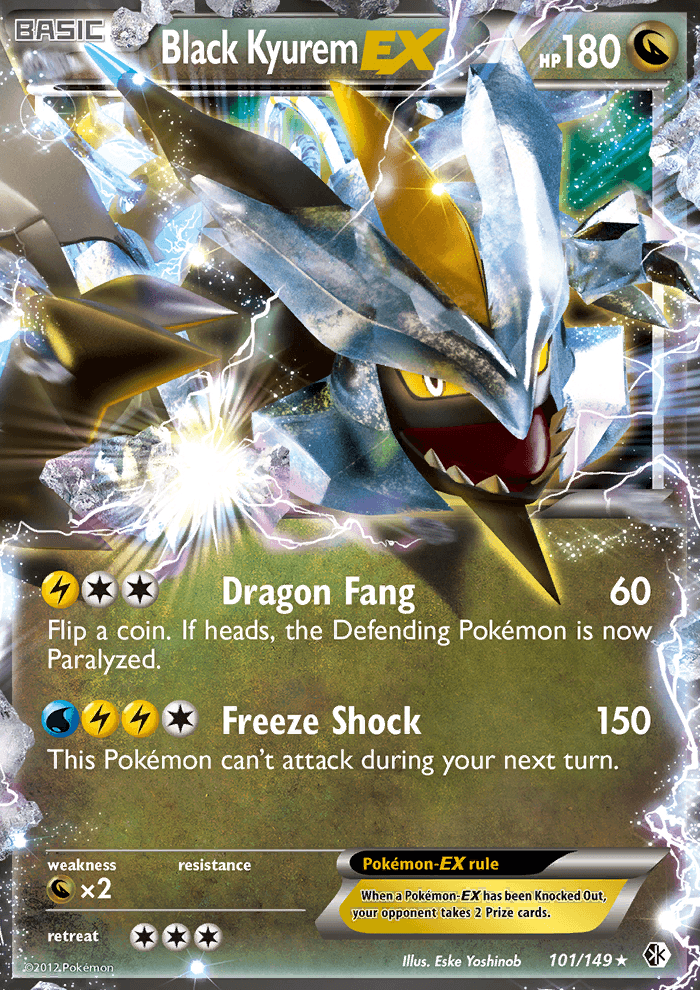 BASIC
Black Kyurem EX
HP180
Dragon Fang 60
Flip a coin. If heads, the Defending Pokémon is now
Paralyzed.
Freeze Shock 150
This Pokémon can't attack during your next turn.
weakness resistance
×2
retreat
Pokémon-EX rule
When a Pokémon-EX has been Knocked Out,
your opponent takes 2 Prize cards.
©2012 Pokémon
Illus. Eske Yoshinob 101/149